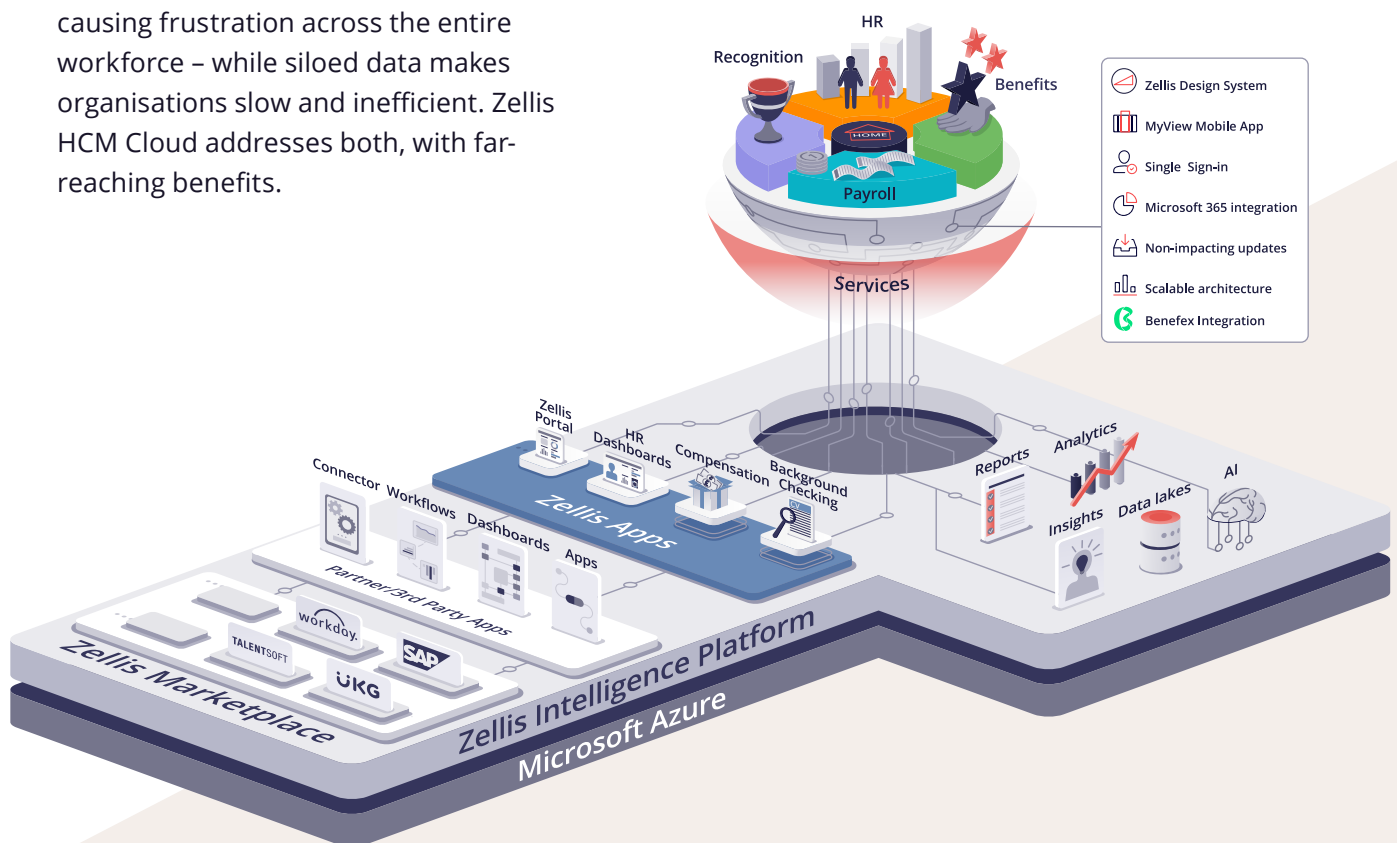 causing frustration across the entire
workforce – while siloed data makes
organisations slow and inefficient. Zellis
HCM Cloud addresses both, with far-
reaching benefits.
HR
Recognition
Benefits
HOME
Payroll
Services
Zellis Design System
MyView Mobile App
Single Sign-in
Microsoft 365 integration
Non-impacting updates
Scalable architecture
Benefex Integration
Zellis
Portal
HR
Dashboards
Compensation
Background
Checking
CV
Zellis Apps
Connector
Workflows
Dashboards
Apps
Partner/3rd Party Apps
Reports
Analytics
Insights
Data lakes
AI
workday.
TALENTSOFT
SAP
UKG
Zellis Marketplace
Zellis Intelligence Platform
Microsoft Azure